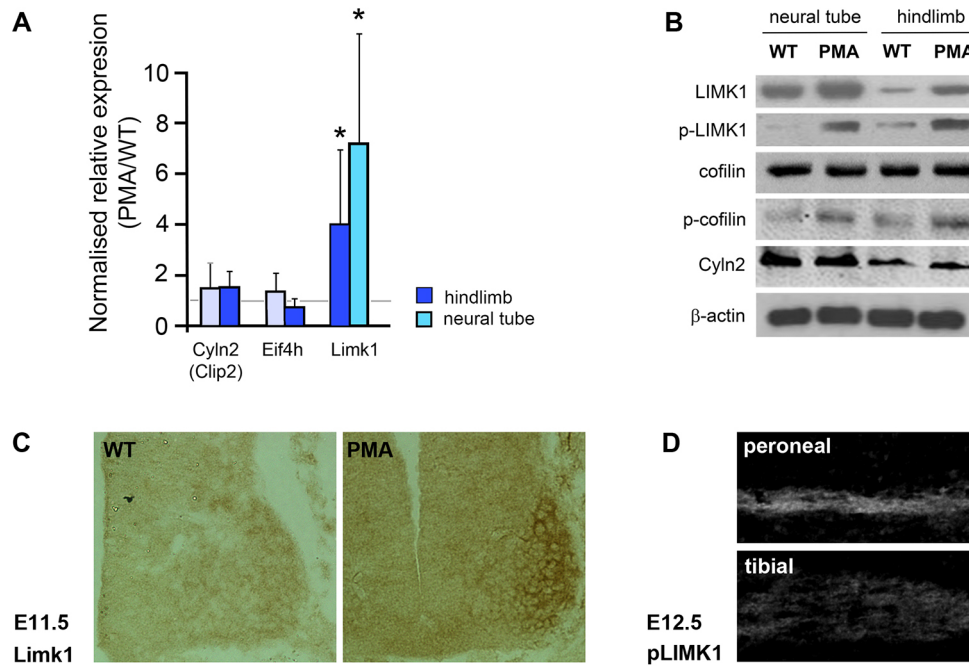 A
Normalised relative expression
(PMA/WT)
10
8
6
4
2
0
*
*
Cyln2
(Clip2)
Eif4h
Limk1
hindlimb
neural tube
B
neural tube hindlimb
WT PMA WT PMA
LIMK1
p-LIMK1
cofilin
p-cofilin
Cyln2
β-actin
C
WT
PMA
E11.5
Limk1
D
peroneal
tibial
E12.5
pLIMK1